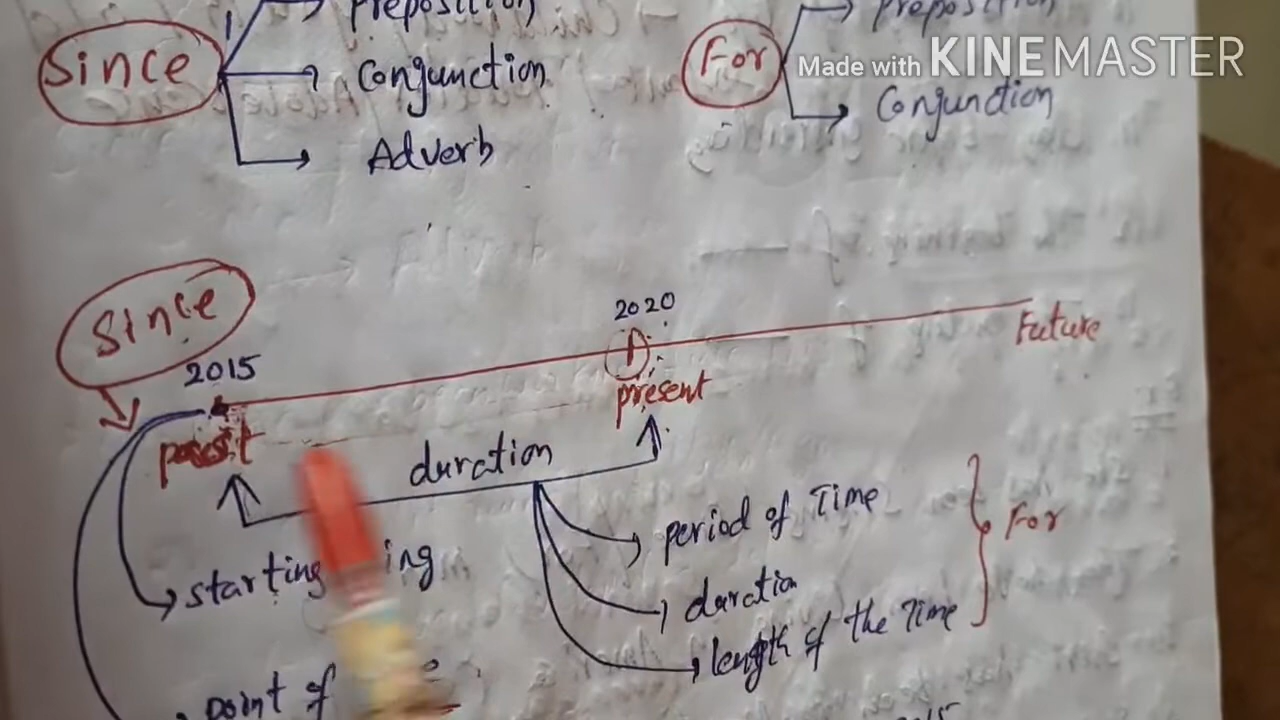 Preposition
Since
Conjunction
Adverb
Preposition
For
Conjunction
Made with KINEMASTER
Since
2015
2020
Future
past
present
duration
period of Time
For
duration
length of the Time
starting
point of